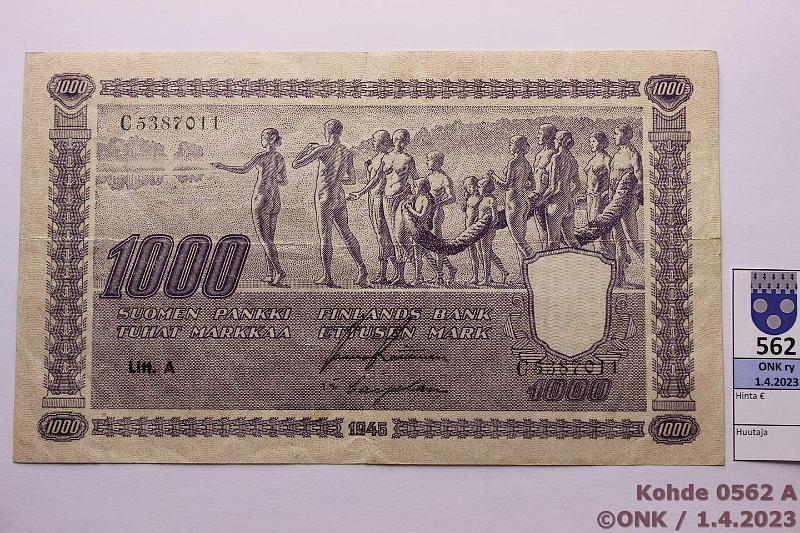 1000 1000
C5387011
1000
SUOMEN PANKKI FINLANDS BANK
TUHAT MARKKAA ETTUSEN MARK
Litt. A
C5387011
1000
1000 1945 1000
562
ONK ry
1.4.2023
Hinta €
Huutaja
Kohde 0562 A
©ONK / 1.4.2023